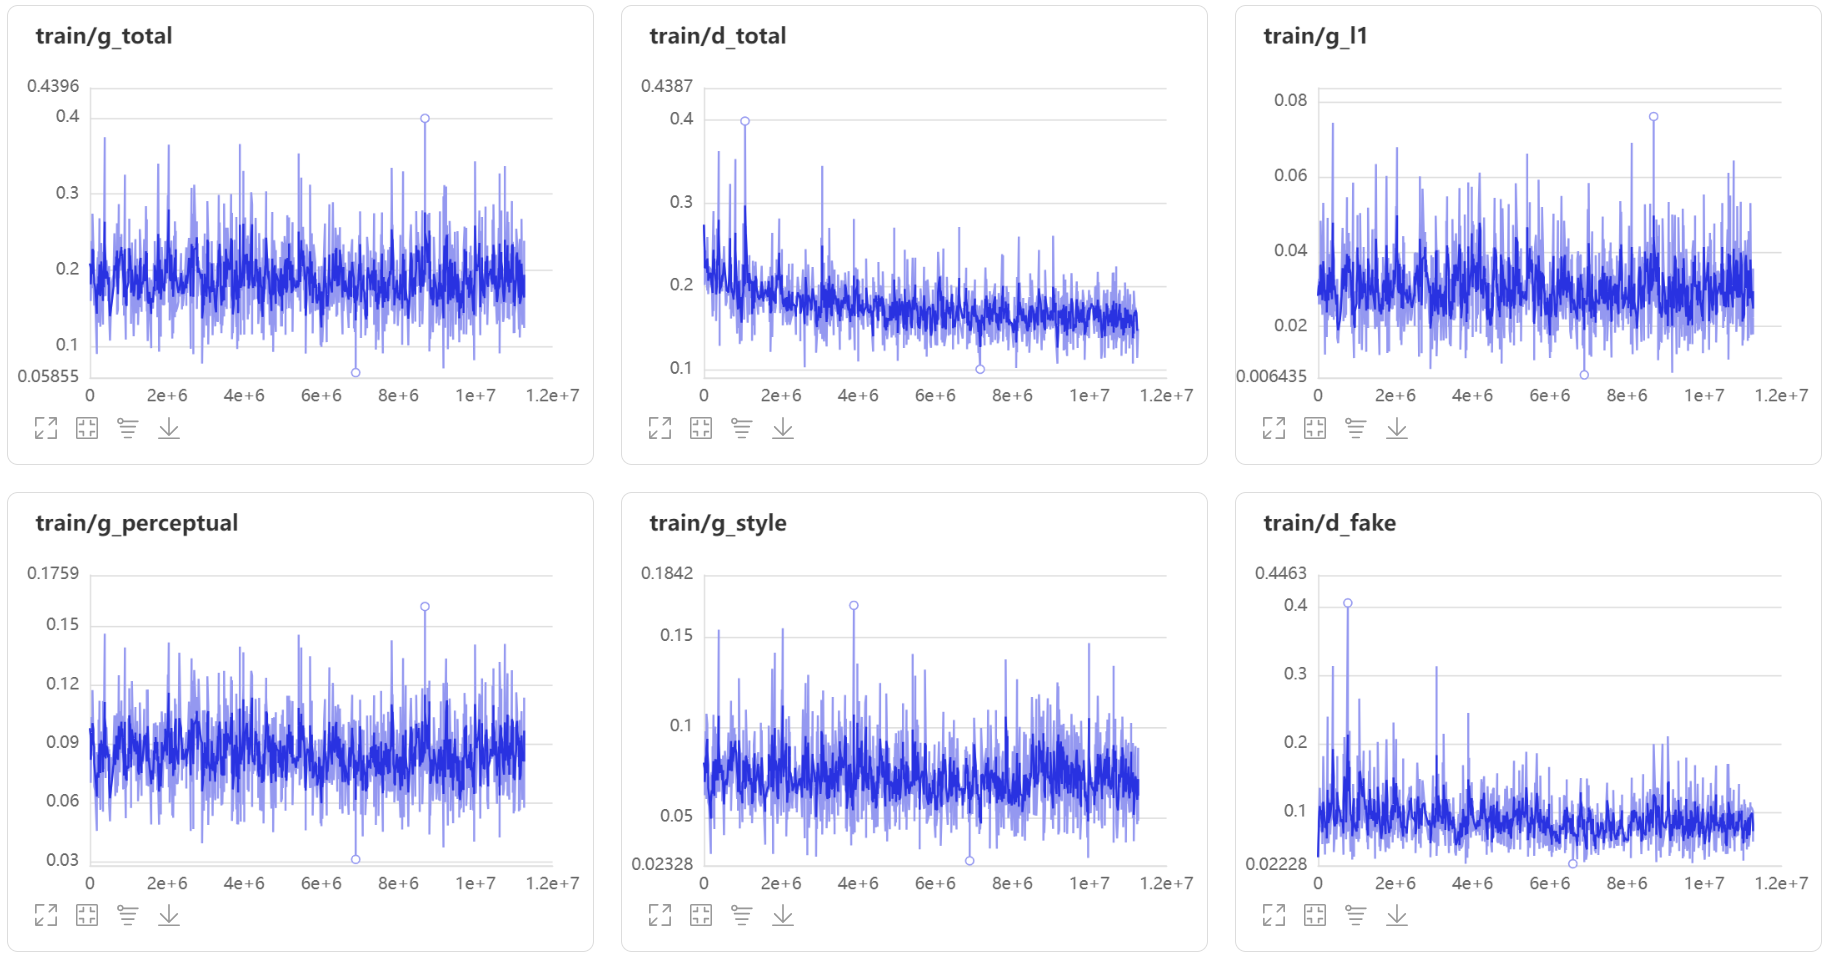 train/g_total
0.4396
0.4
0.3
0.2
0.1
0.05855
0 2e+6 4e+6 6e+6 8e+6 1e+7 1.2e+7
train/d_total
0.4387
0.4
0.3
0.2
0.1
0 2e+6 4e+6 6e+6 8e+6 1e+7 1.2e+7
train/g_l1
0.08
0.06
0.04
0.02
0.006435
0 2e+6 4e+6 6e+6 8e+6 1e+7 1.2e+7
train/g_perceptual
0.1759
0.15
0.12
0.09
0.06
0.03
0 2e+6 4e+6 6e+6 8e+6 1e+7 1.2e+7
train/g_style
0.1842
0.15
0.1
0.05
0.02328
0 2e+6 4e+6 6e+6 8e+6 1e+7 1.2e+7
train/d_fake
0.4463
0.4
0.3
0.2
0.1
0.02228
0 2e+6 4e+6 6e+6 8e+6 1e+7 1.2e+7